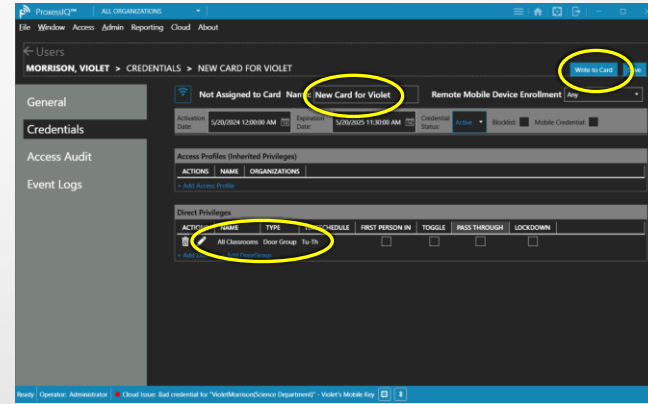 ProxessIQ™ ALL ORGANIZATIONS
File Window Access Admin Reporting Cloud About
Users
MORRISON, VIOLET > CREDENTIALS > NEW CARD FOR VIOLET
Write to Card
General
Credentials
Access Audit
Event Logs
Not Assigned to Card Name: New Card for Violet Remote Mobile Device Enrollment Any
Activation Date: 5/20/2024 12:00:00 AM Expiration Date: 5/20/2025 11:30:00 AM Credential Status: Active Blocklist: Mobile Credential:
Access Profiles (Inherited Privileges)
ACTIONS NAME ORGANIZATIONS
+ Add Access Profile
Direct Privileges
ACTIONS NAME TYPE SCHEDULE FIRST PERSON IN TOGGLE PASS THROUGH LOCKDOWN
All Classrooms Door Group Tu-Th
+ Add DoorGroup
Ready Operator: Administrator Cloud Issue: Bad credential for "VioletMorrison(Science Department)" - Violet's Mobile Key